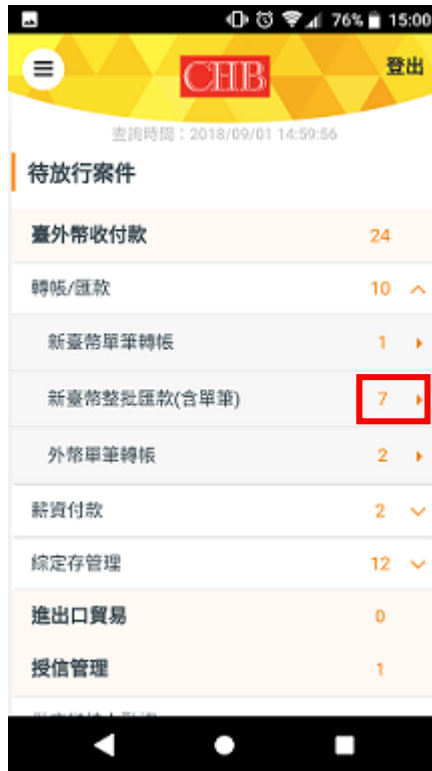 76% 15:00
CHB
登出
查詢時間：2018/09/01 14:59:56
待放行案件
臺外幣收付款 24
轉帳/匯款 10
新臺幣單筆轉帳 1
新臺幣整批匯款(含單筆) 7
外幣單筆轉帳 2
薪資付款 2
綜定存管理 12
進出口貿易 0
授信管理 1